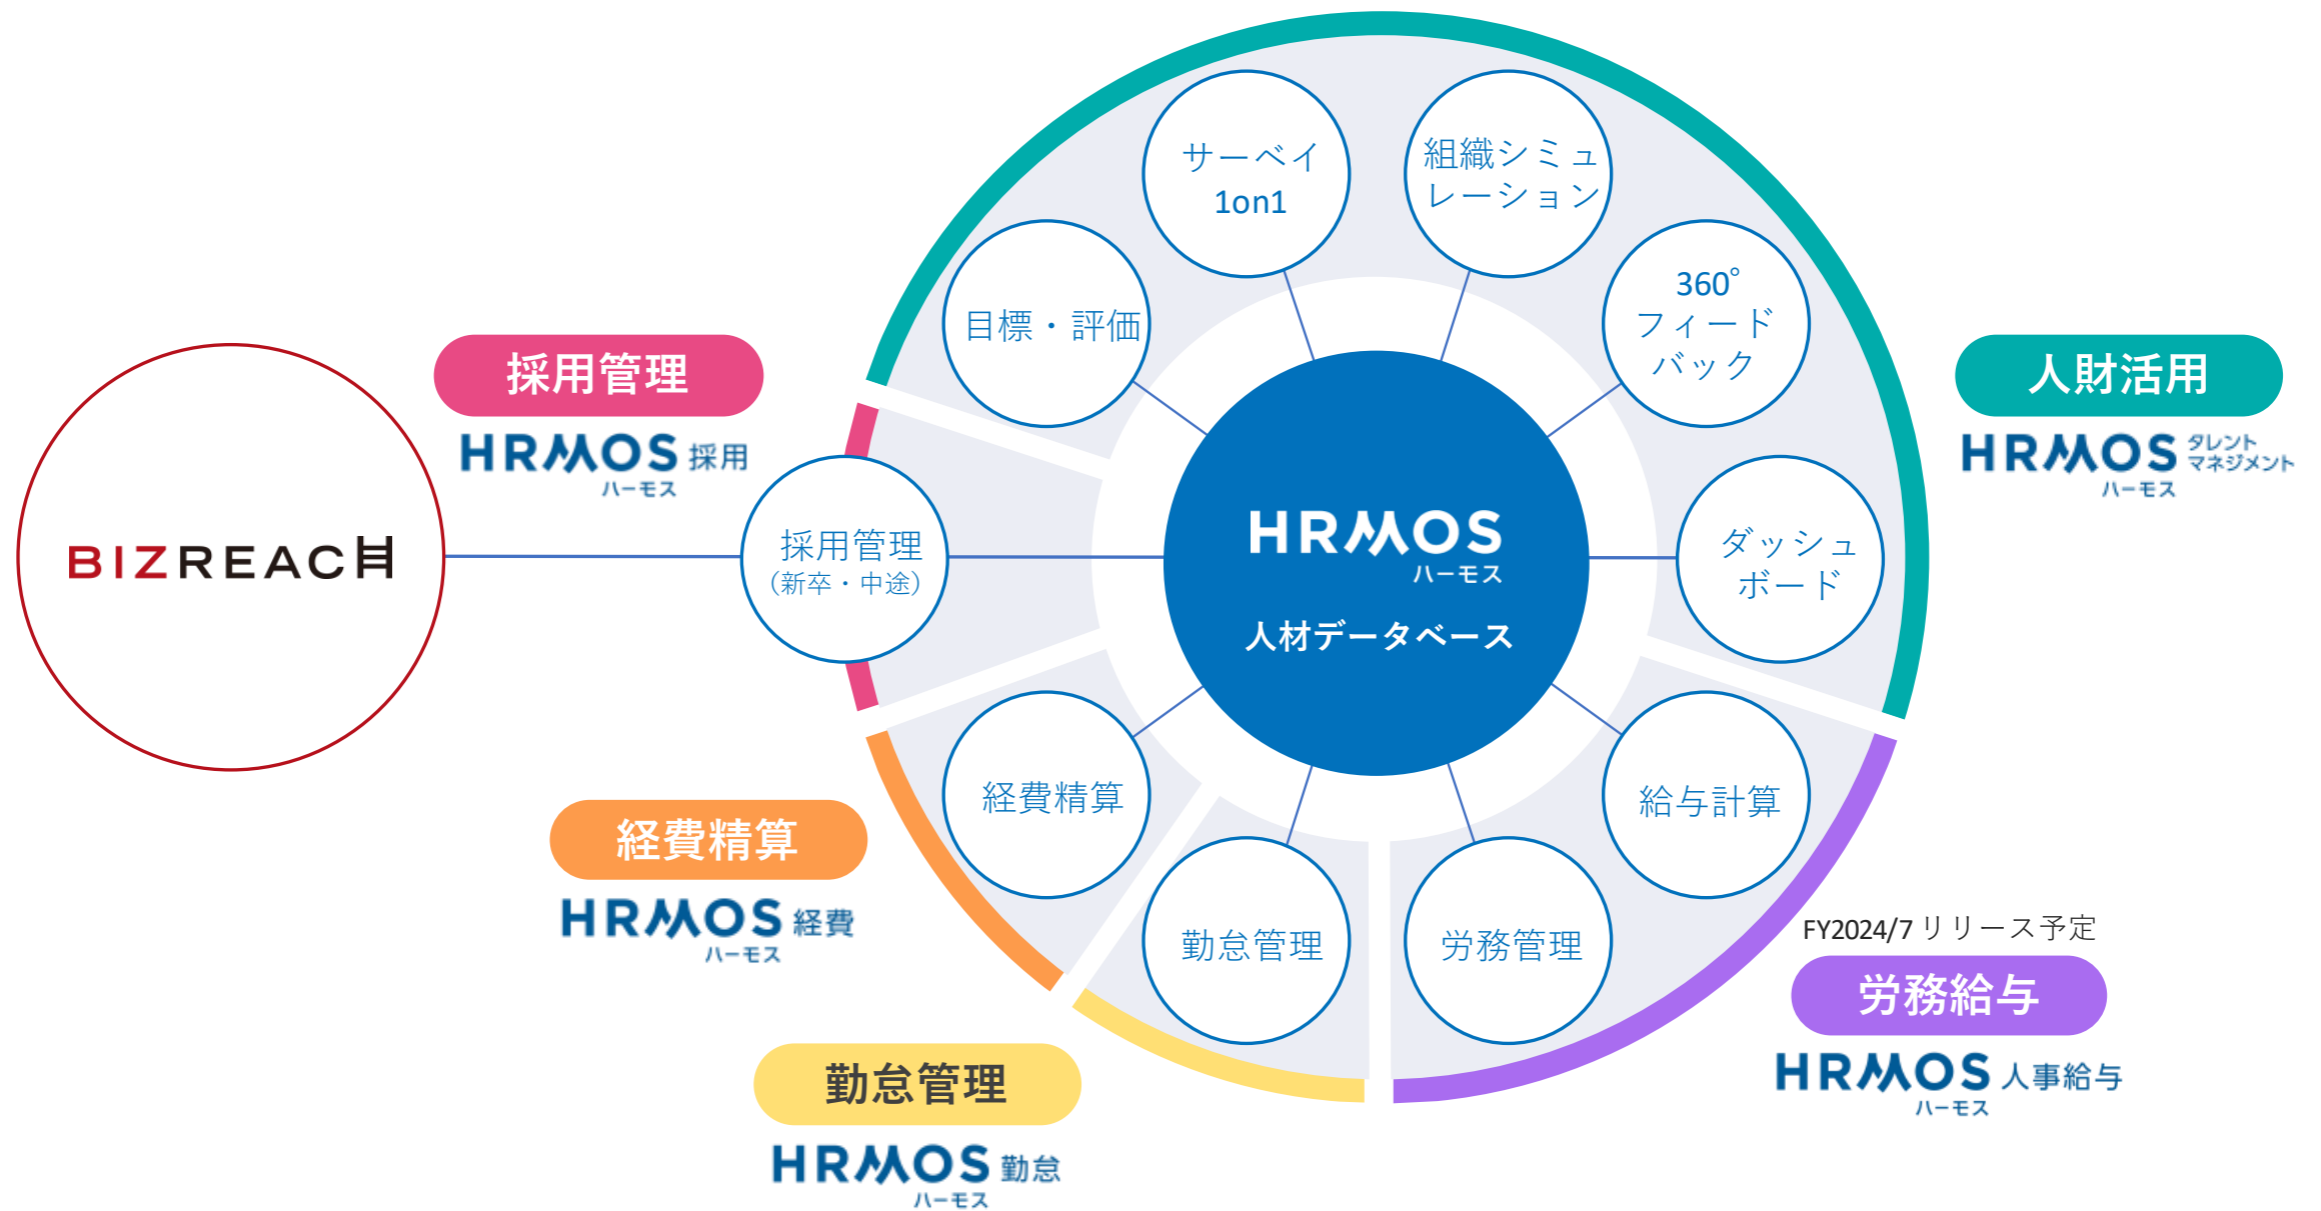 サーベイ
1on1
組織シミュ
レーション
目標・評価
360°
フィード
バック
採用管理
HRMOS 採用
ハーモス
人財活用
HRMOS タレント
マネジメント
ハーモス
BIZREACH
採用管理
（新卒・中途）
HRMOS
ハーモス
人材データベース
ダッシュ
ボード
経費精算
給与計算
経費精算
HRMOS 経費
ハーモス
勤怠管理
労務管理
FY2024/7 リリース予定
労務給与
HRMOS 人事給与
ハーモス
勤怠管理
HRMOS 勤怠
ハーモス